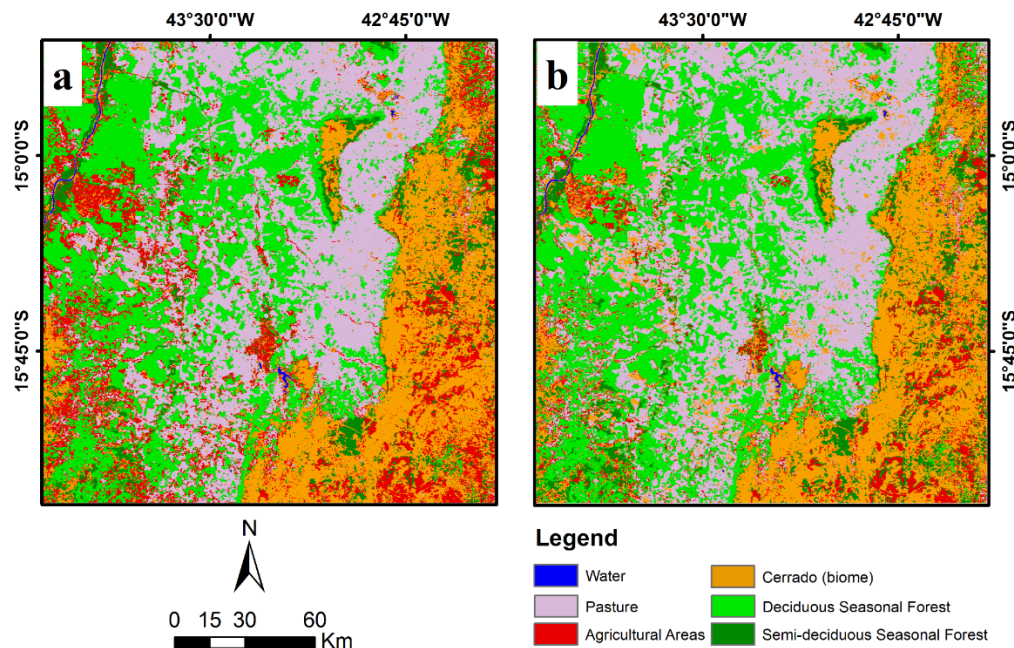 43°30'0"W 42°45'0"W 43°30'0"W 42°45'0"W
a b
15°0'0"S 15°0'0"S
15°45'0"S 15°45'0"S
N
0 15 30 60
Km
Legend
Water Cerrado (biome)
Pasture Deciduous Seasonal Forest
Agricultural Areas Semi-deciduous Seasonal Forest